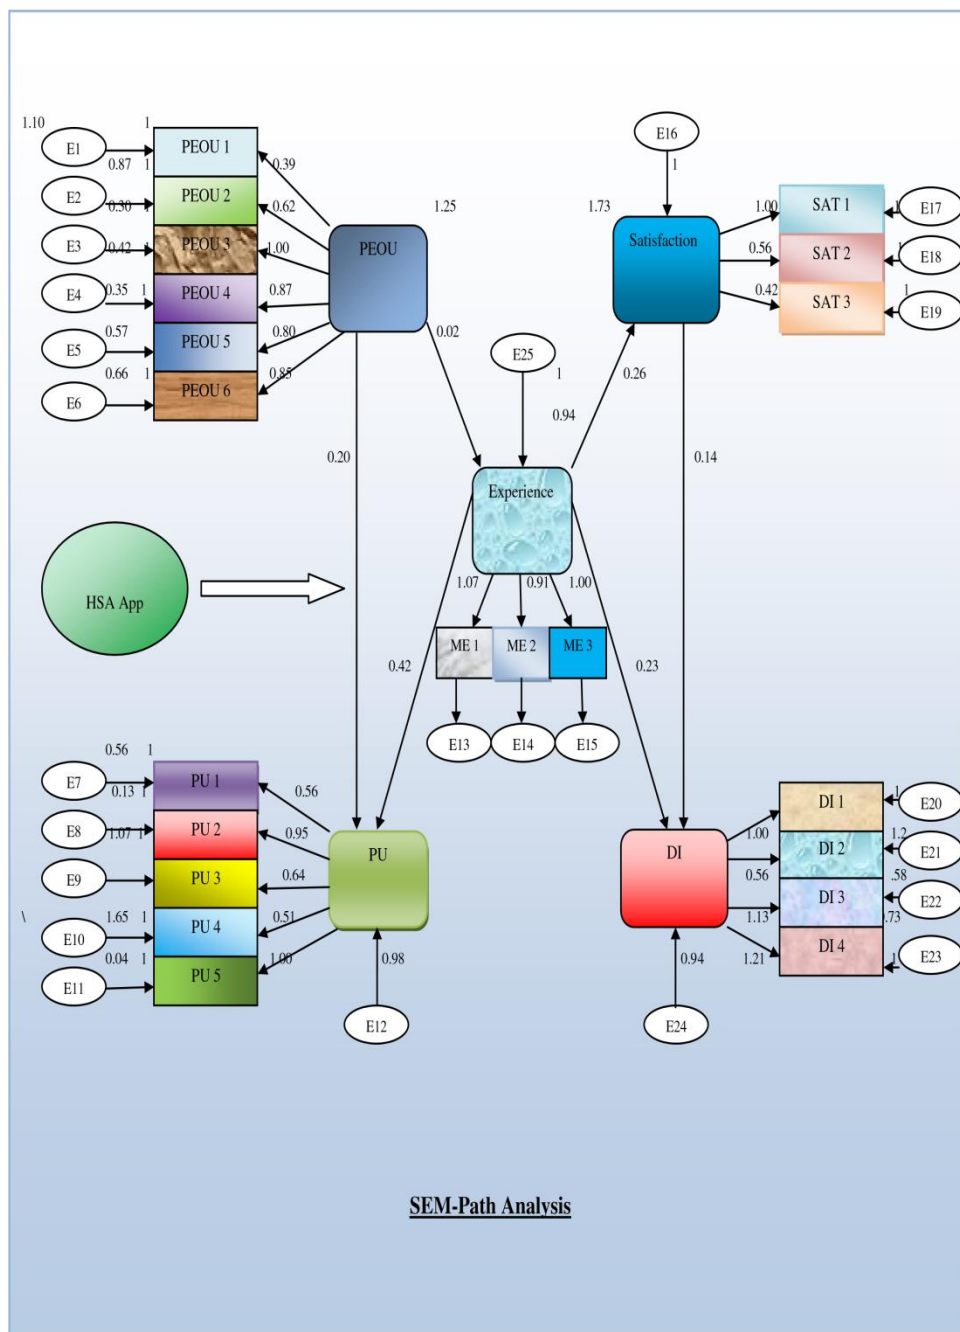 1.10 1 E16
E1 PEOU 1
0.87 1 0.39 1
E2 PEOU 2 0.62 1.25 1.73 1.00 SAT 1 1 E17
0.30 1
E3 PEOU 3 1.00 PEOU Satisfaction 0.56 SAT 2 1 E18
0.42 1
E4 PEOU 4 0.87 0.42 SAT 3 1 E19
0.35 1
E5 PEOU 5 0.80 0.02
0.57 1
E6 PEOU 6 0.85 E25 1 0.26
0.66 1
0.94
0.20 0.14
Experience
HSA App 1.07 0.91 1.00
ME 1 ME 2 ME 3
0.42 0.23
E13 E14 E15
0.56 1
E7 PU 1 0.56 DI 1 1 E20
0.13 1
E8 PU 2 0.95 1.00 1.2
1.07 1 PU DI DI 2 E21
E9 PU 3 0.64 0.56 .58
\ 1.65 1 PU 4 0.51 1.13 DI 3 E22
E10 .73
0.04 1 PU 5 1.00 0.98 0.94 1.21 DI 4 1 E23
E11
E12 E24
SEM-Path Analysis